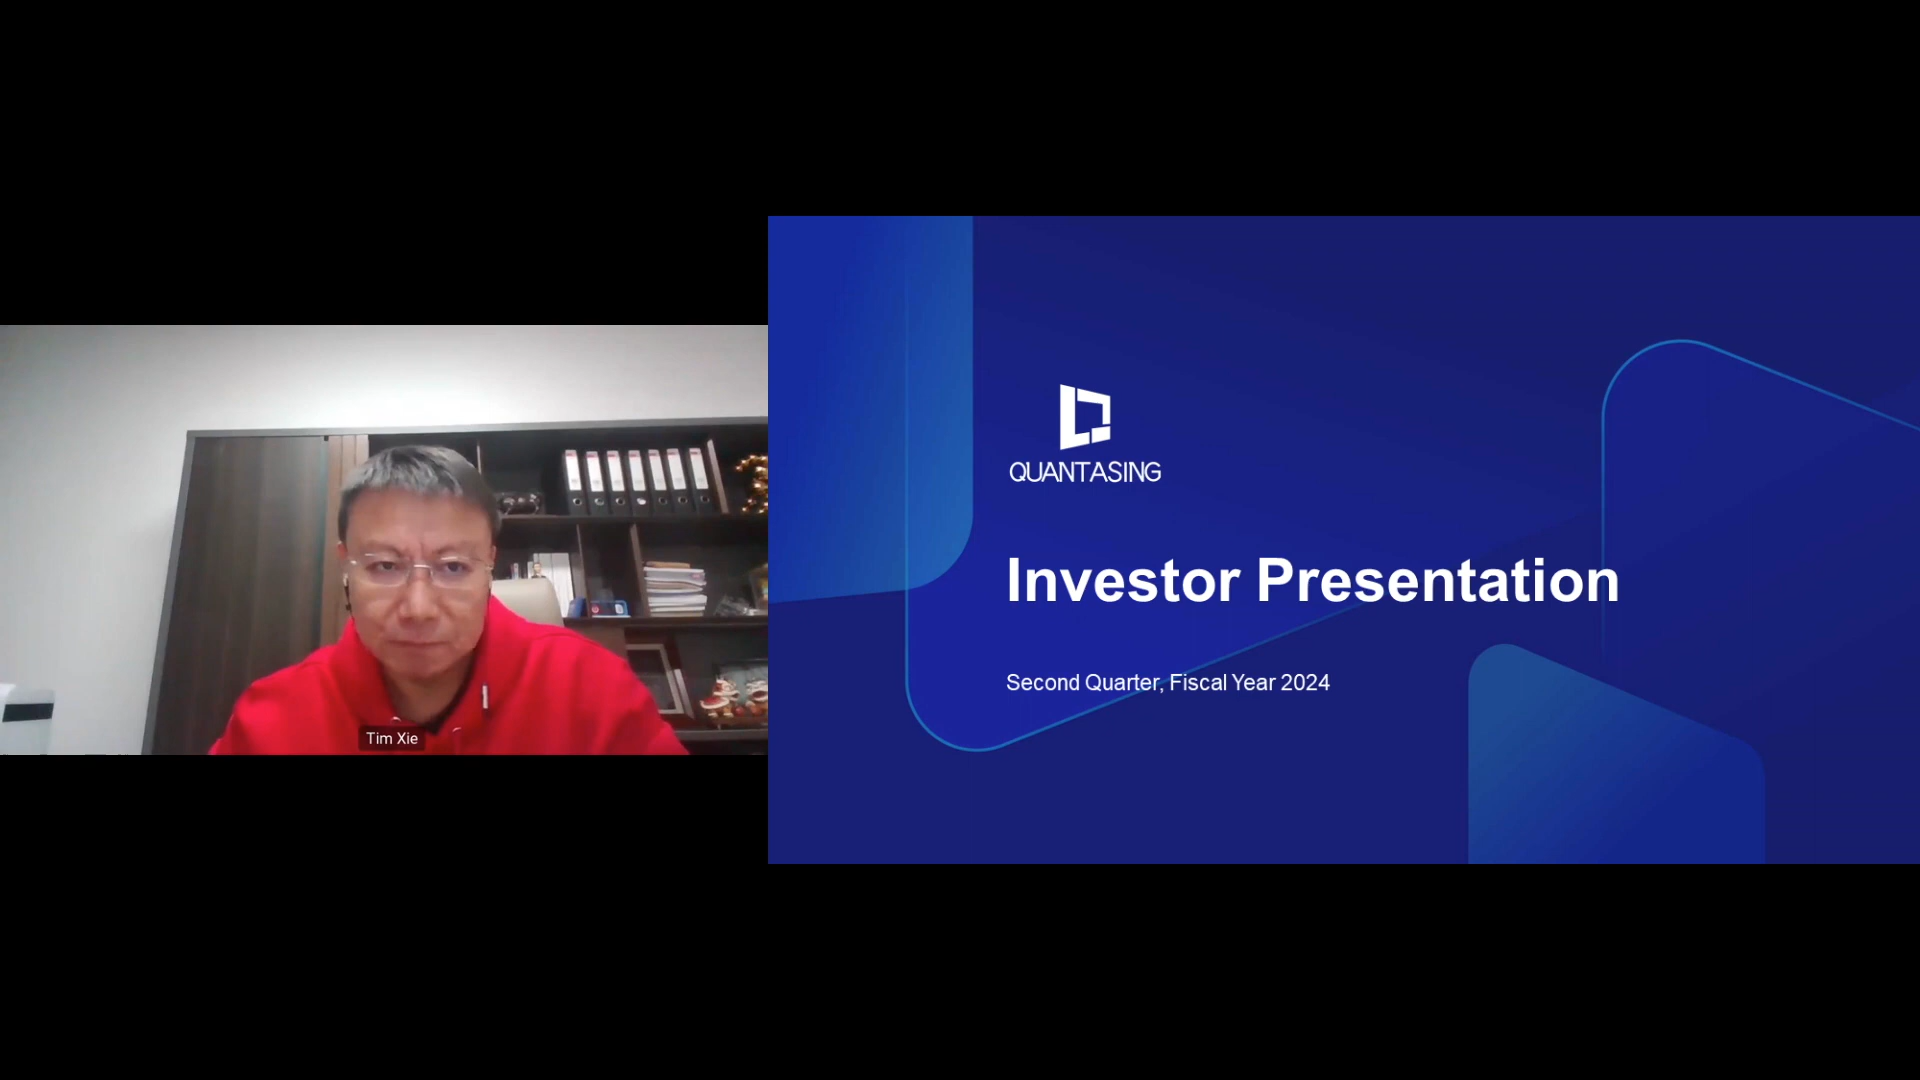 Tim Xie
QUANTASING
Investor Presentation
Second Quarter, Fiscal Year 2024